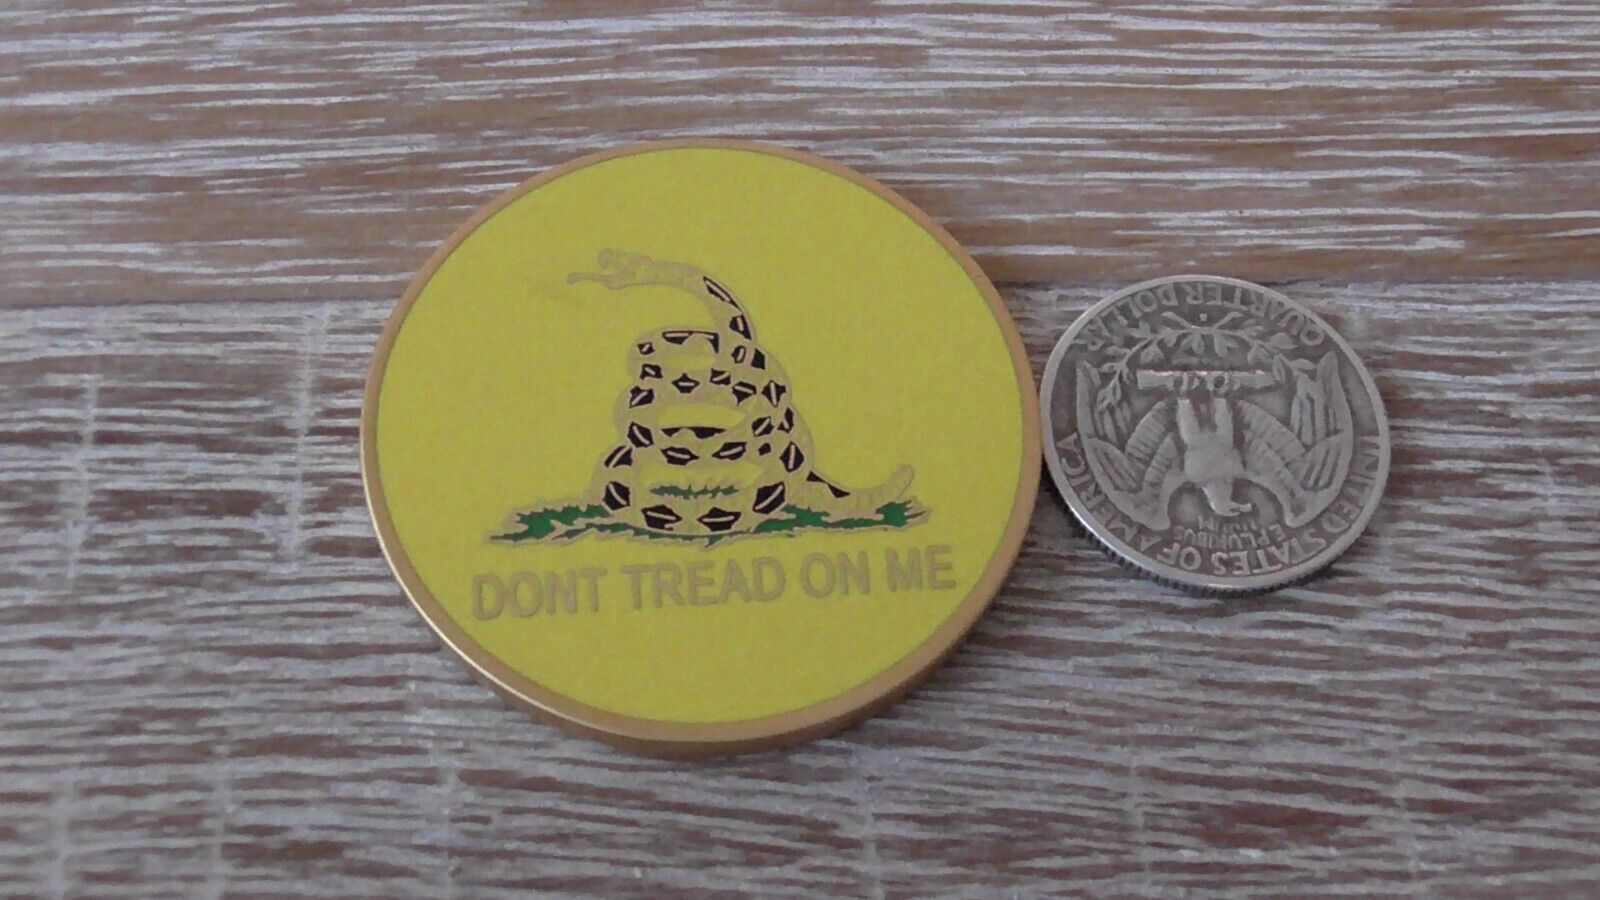 DONT TREAD ON ME
UNITED STATES OF AMERICA
E PLURIBUS
UNUM
QUARTER DOLLAR